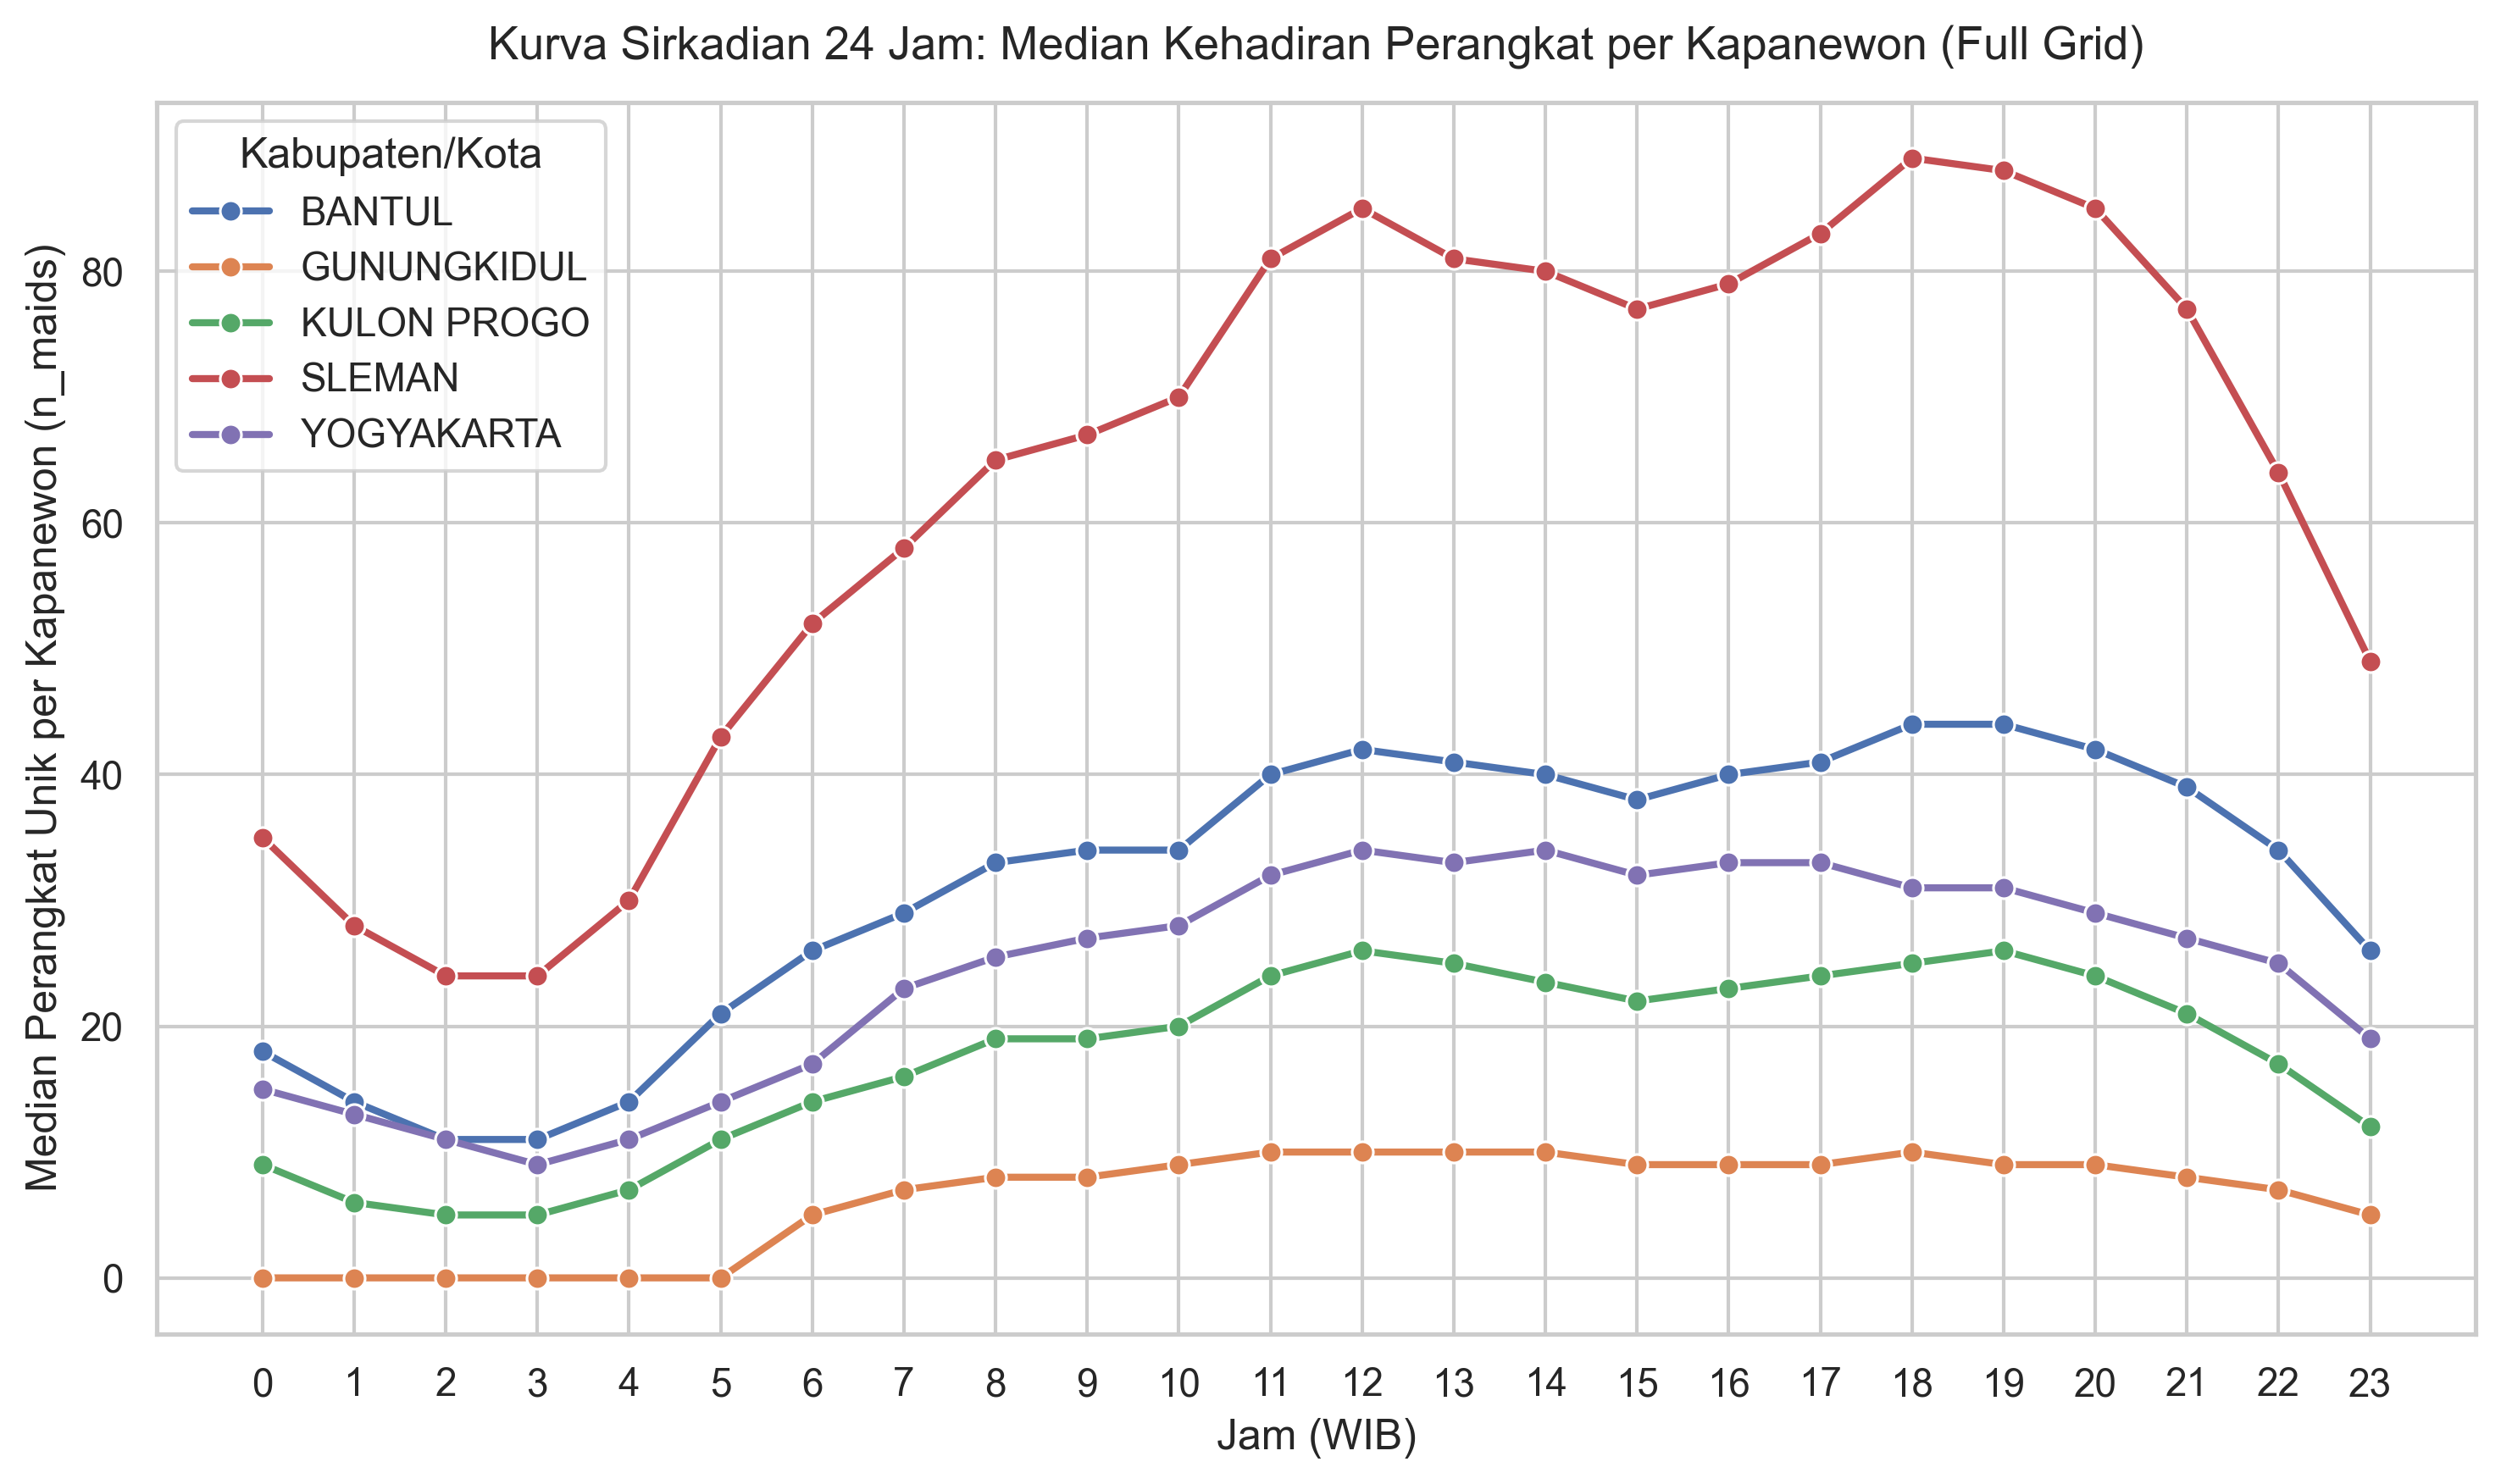 Kurva Sirkadian 24 Jam: Median Kehadiran Perangkat per Kapanewon (Full Grid)
Kabupaten/Kota
BANTUL
GUNUNGKIDUL
KULON PROGO
SLEMAN
YOGYAKARTA
Median Perangkat Unik per Kapanewon (n_maids)
80
60
40
20
0
0 1 2 3 4 5 6 7 8 9 10 11 12 13 14 15 16 17 18 19 20 21 22 23
Jam (WIB)